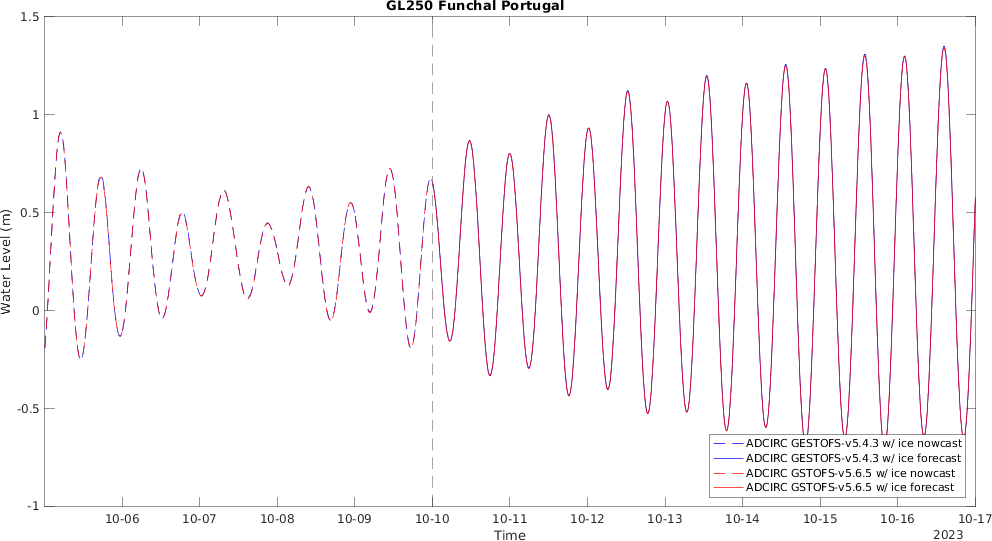 GL250 Funchal Portugal
1.5
1
0.5
0
-0.5
-1
Water Level (m)
10-06 10-07 10-08 10-09 10-10 10-11 10-12 10-13 10-14 10-15 10-16 10-17
Time
2023
ADCIRC GESTOFS-v5.4.3 w/ ice nowcast
ADCIRC GESTOFS-v5.4.3 w/ ice forecast
ADCIRC GSTOFS-v5.6.5 w/ ice nowcast
ADCIRC GSTOFS-v5.6.5 w/ ice forecast